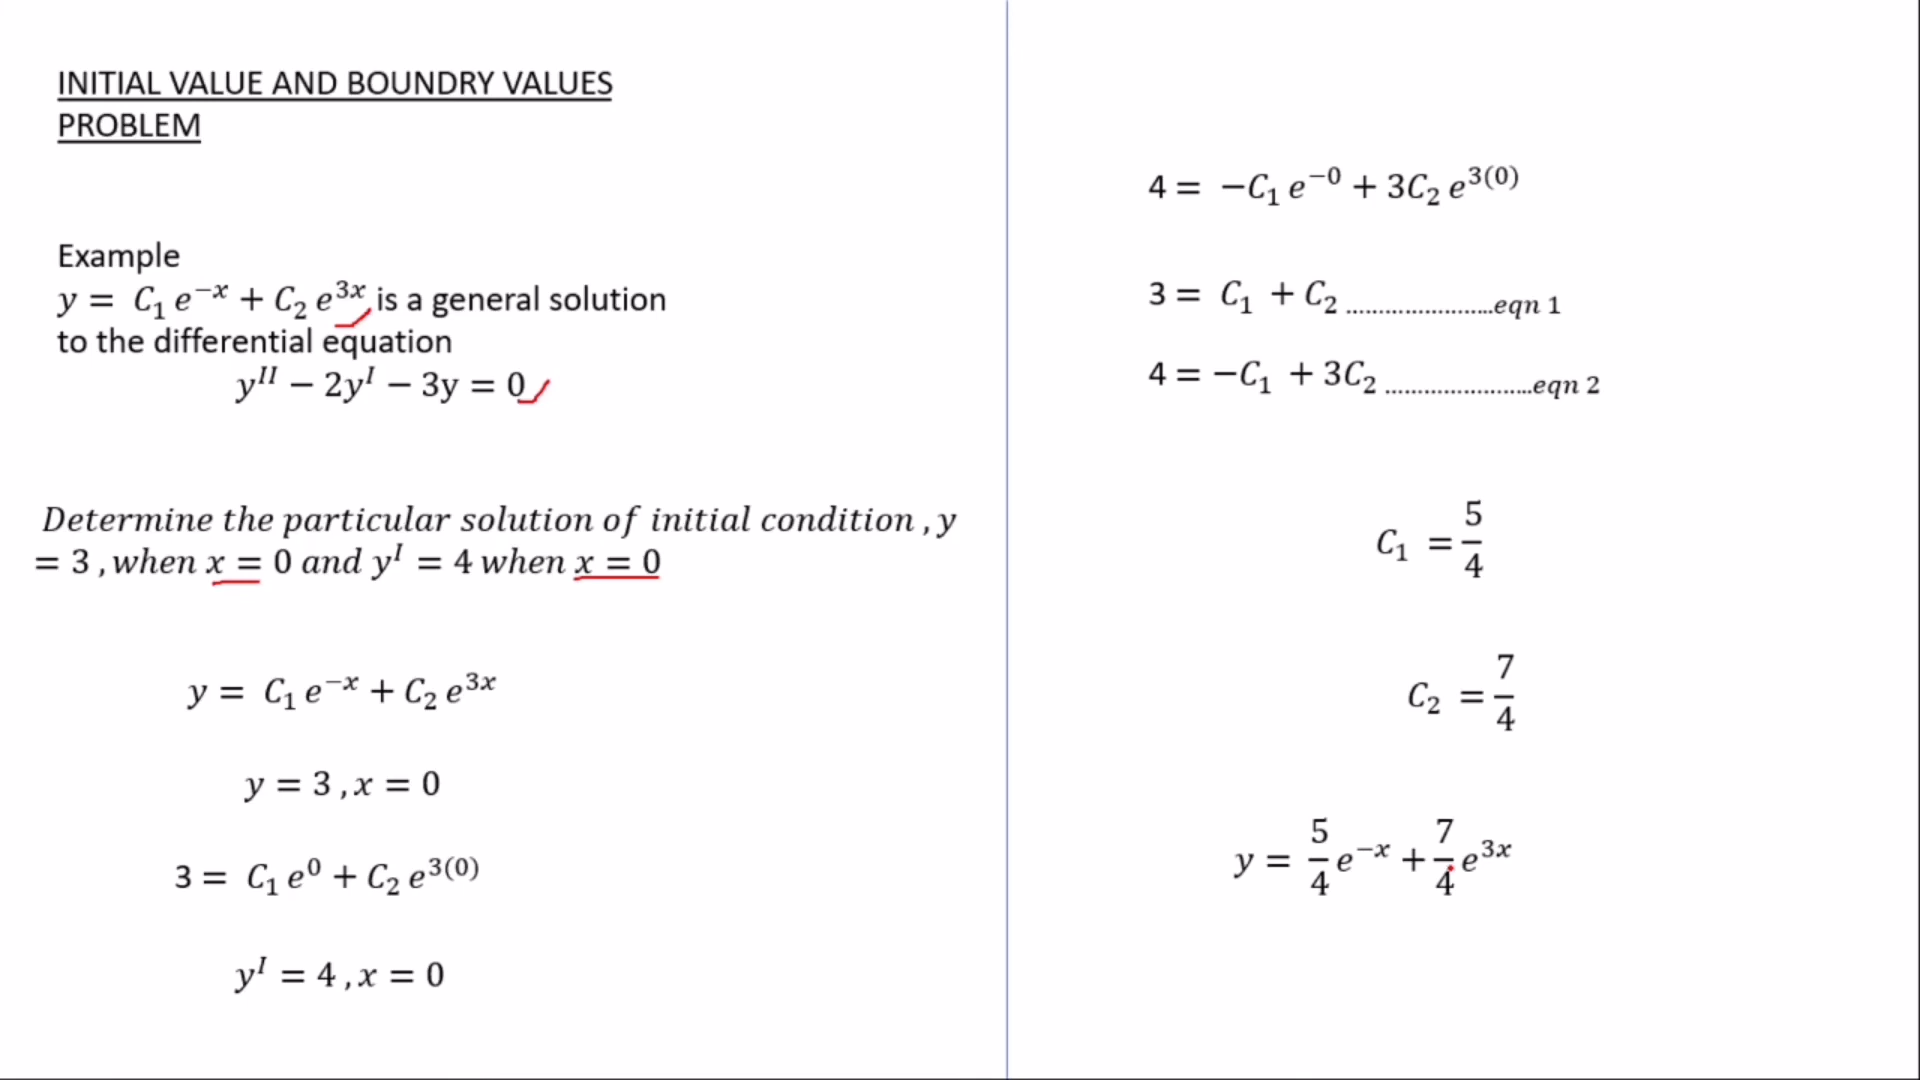 INITIAL VALUE AND BOUNDRY VALUES
PROBLEM
Example
y = C₁ e⁻ˣ + C₂ e³ˣ is a general solution
to the differential equation
yᴵᴵ − 2yᴵ − 3y = 0
Determine the particular solution of initial condition , y
= 3 , when x = 0 and yᴵ = 4 when x = 0
y = C₁ e⁻ˣ + C₂ e³ˣ
y = 3 , x = 0
3 = C₁ e⁰ + C₂ e³⁽⁰⁾
yᴵ = 4 , x = 0
4 = −C₁ e⁻⁰ + 3C₂ e³⁽⁰⁾
3 = C₁ + C₂ .......................eqn 1
4 = −C₁ + 3C₂ .......................eqn 2
C₁ = 5/4
C₂ = 7/4
y = 5/4 e⁻ˣ + 7/4 e³ˣ